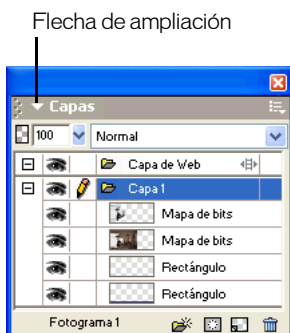 Flecha de ampliación
Capas
100 Normal
Capa de Web
Capa 1
Mapa de bits
Mapa de bits
Rectángulo
Rectángulo
Fotograma 1